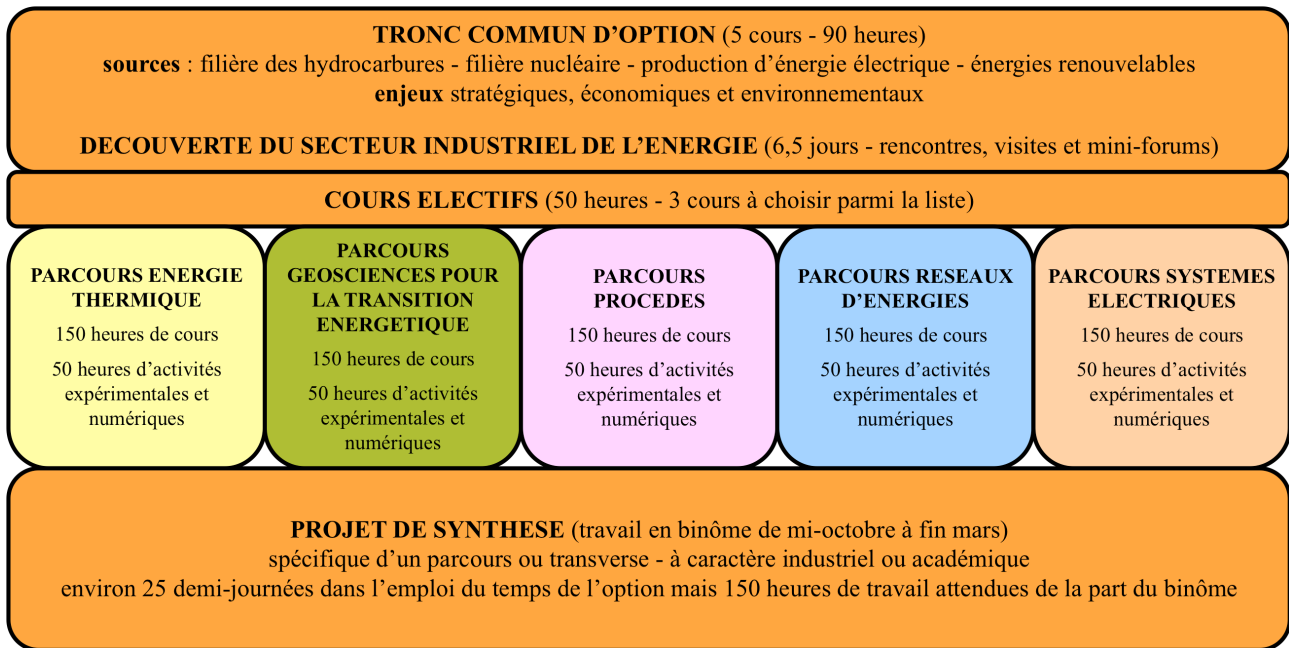 TRONC COMMUN D’OPTION (5 cours - 90 heures)
sources : filière des hydrocarbures - filière nucléaire - production d’énergie électrique - énergies renouvelables
enjeux stratégiques, économiques et environnementaux
DECOUVERTE DU SECTEUR INDUSTRIEL DE L’ENERGIE (6,5 jours - rencontres, visites et mini-forums)
COURS ELECTIFS (50 heures - 3 cours à choisir parmi la liste)
PARCOURS ENERGIE
THERMIQUE
150 heures de cours
50 heures d’activités
expérimentales et
numériques
PARCOURS
GEOSCIENCES POUR
LA TRANSITION
ENERGETIQUE
150 heures de cours
50 heures d’activités
expérimentales et
numériques
PARCOURS
PROCEDES
150 heures de cours
50 heures d’activités
expérimentales et
numériques
PARCOURS RESEAUX
D’ENERGIES
150 heures de cours
50 heures d’activités
expérimentales et
numériques
PARCOURS SYSTEMES
ELECTRIQUES
150 heures de cours
50 heures d’activités
expérimentales et
numériques
PROJET DE SYNTHESE (travail en binôme de mi-octobre à fin mars)
spécifique d’un parcours ou transverse - à caractère industriel ou académique
environ 25 demi-journées dans l’emploi du temps de l’option mais 150 heures de travail attendues de la part du binôme